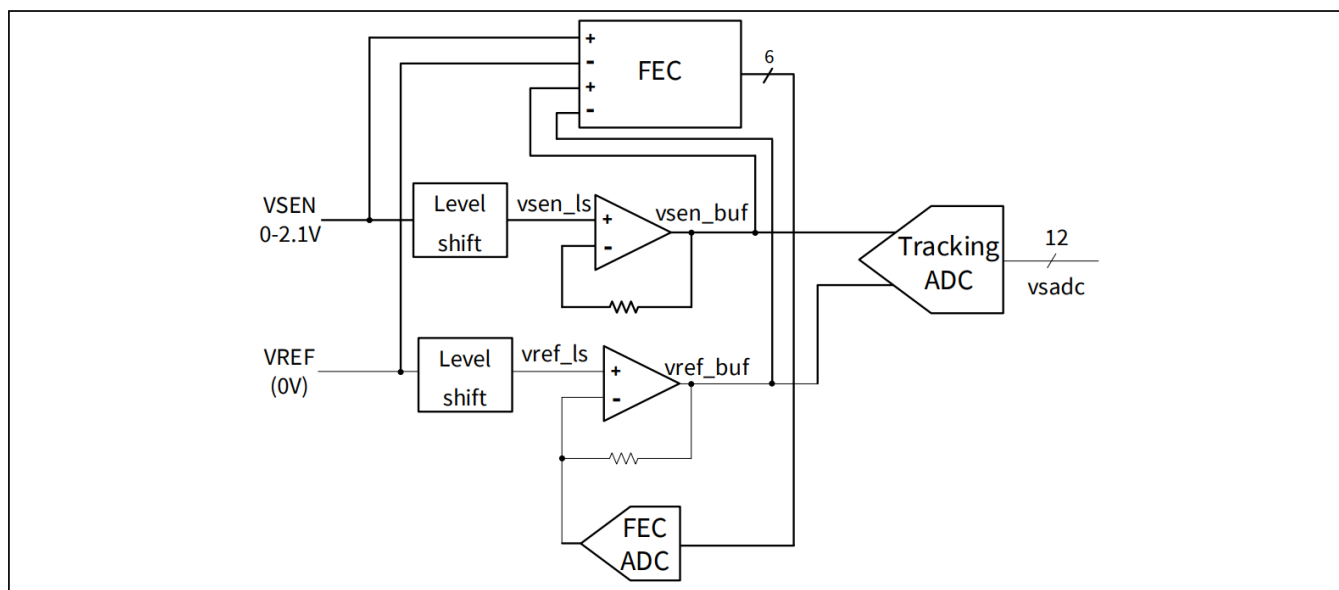 +
-
+
-
FEC
6
VSEN
0-2.1V
Level
shift
vsen_ls
+
-
vsen_buf
Tracking
ADC
12
vsadc
VREF
(0V)
Level
shift
vref_ls
+
-
vref_buf
FEC
ADC